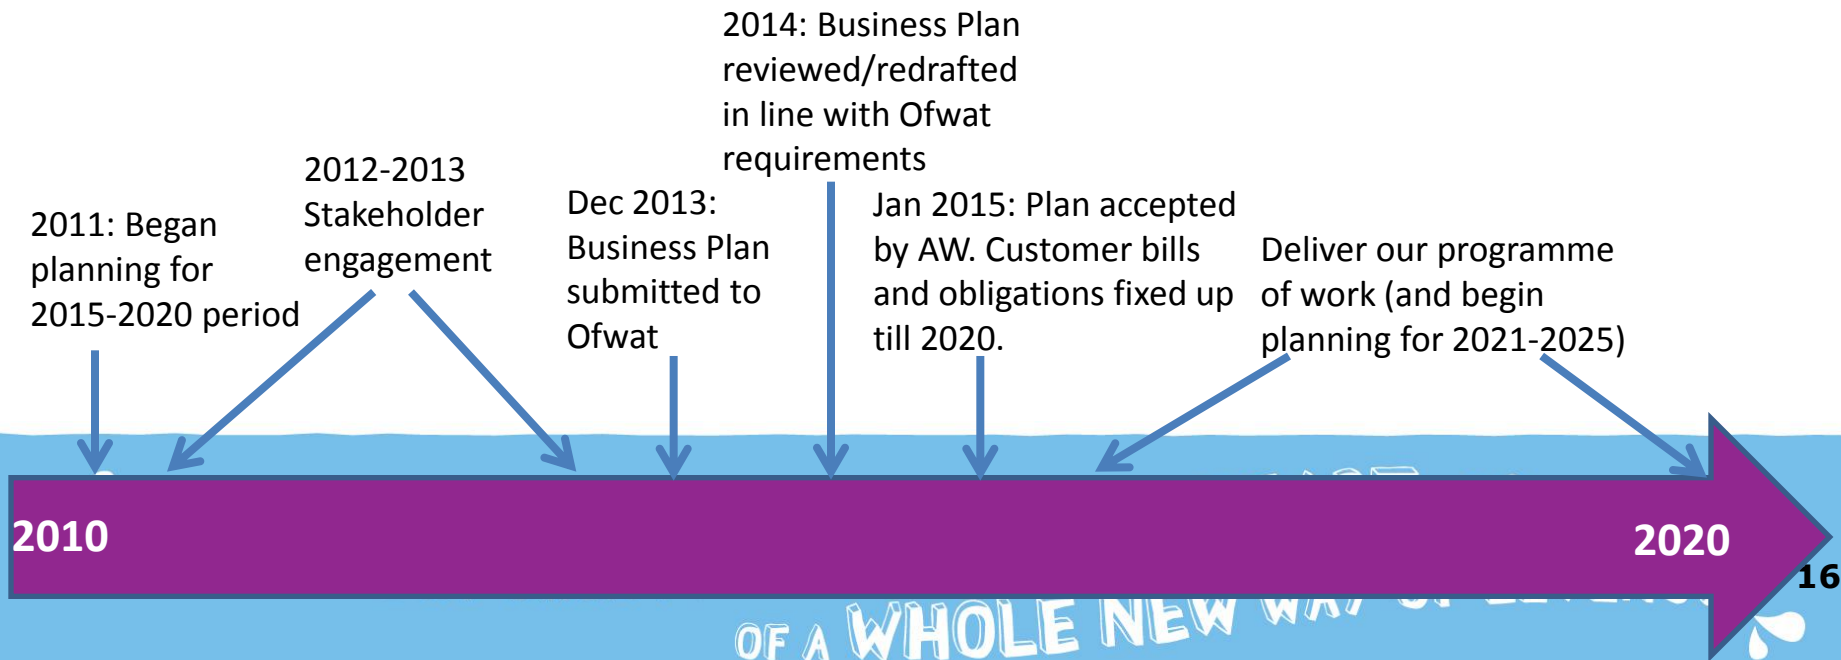 2014: Business Plan
reviewed/redrafted
in line with Ofwat
requirements
2012-2013
Stakeholder
engagement
2011: Began
planning for
2015-2020 period
Dec 2013:
Business Plan
submitted to
Ofwat
Jan 2015: Plan accepted
by AW. Customer bills
and obligations fixed up
till 2020.
Deliver our programme
of work (and begin
planning for 2021-2025)
2010
2020
16
OF A WHOLE NEW WAY OF